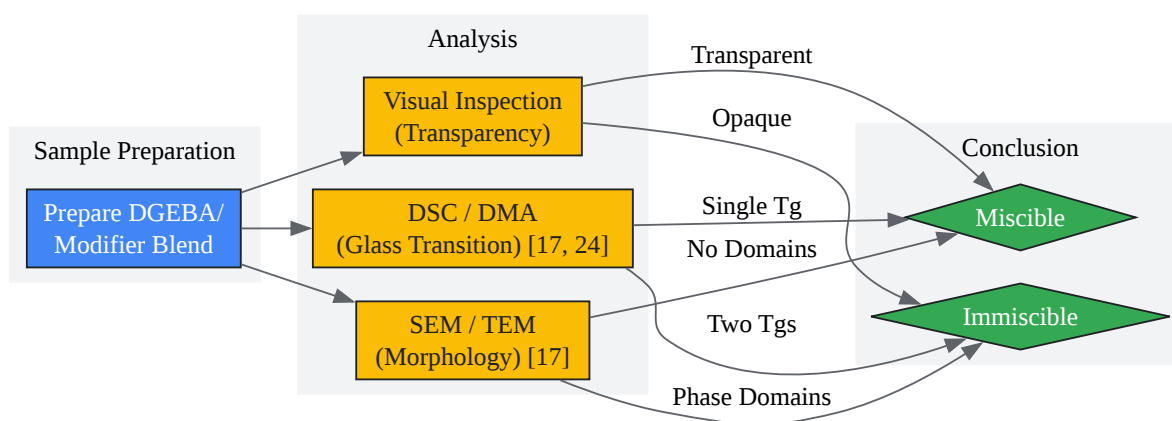 Sample Preparation
Prepare DGEBA/
Modifier Blend
Analysis
Visual Inspection
(Transparency)
DSC / DMA
(Glass Transition) [17, 24]
SEM / TEM
(Morphology) [17]
Transparent
Opaque
Single Tg
No Domains
Two Tgs
Phase Domains
Conclusion
Miscible
Immiscible